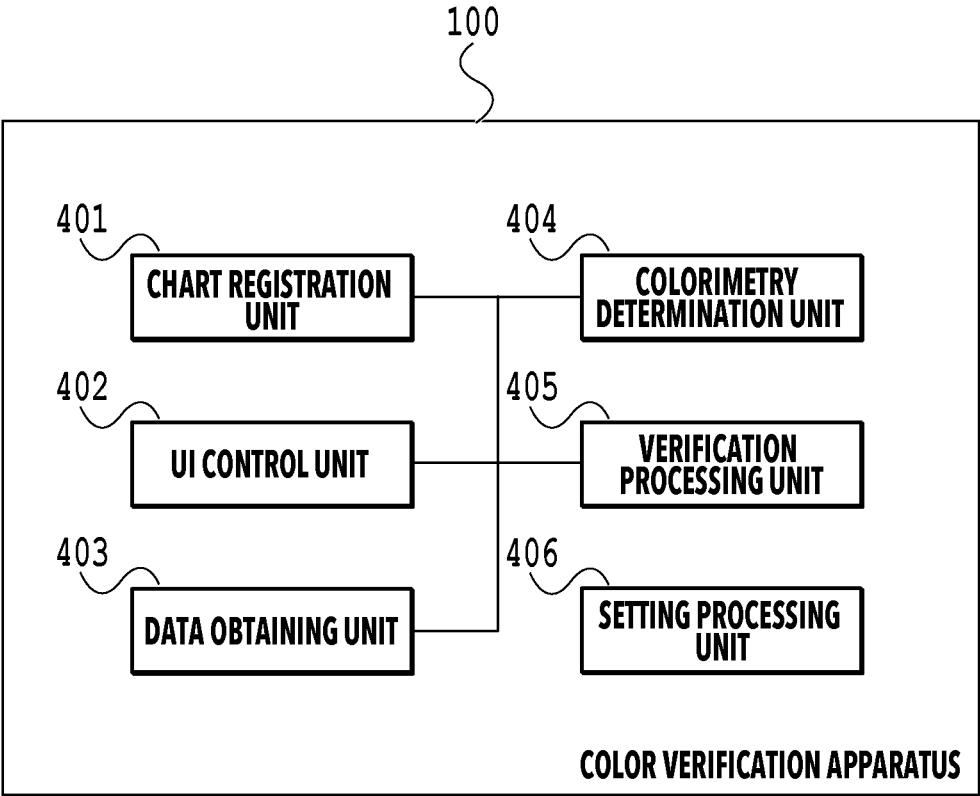 100
401
CHART REGISTRATION
UNIT
404
COLORIMETRY
DETERMINATION UNIT
402
UI CONTROL UNIT
405
VERIFICATION
PROCESSING UNIT
403
DATA OBTAINING UNIT
406
SETTING PROCESSING
UNIT
COLOR VERIFICATION APPARATUS